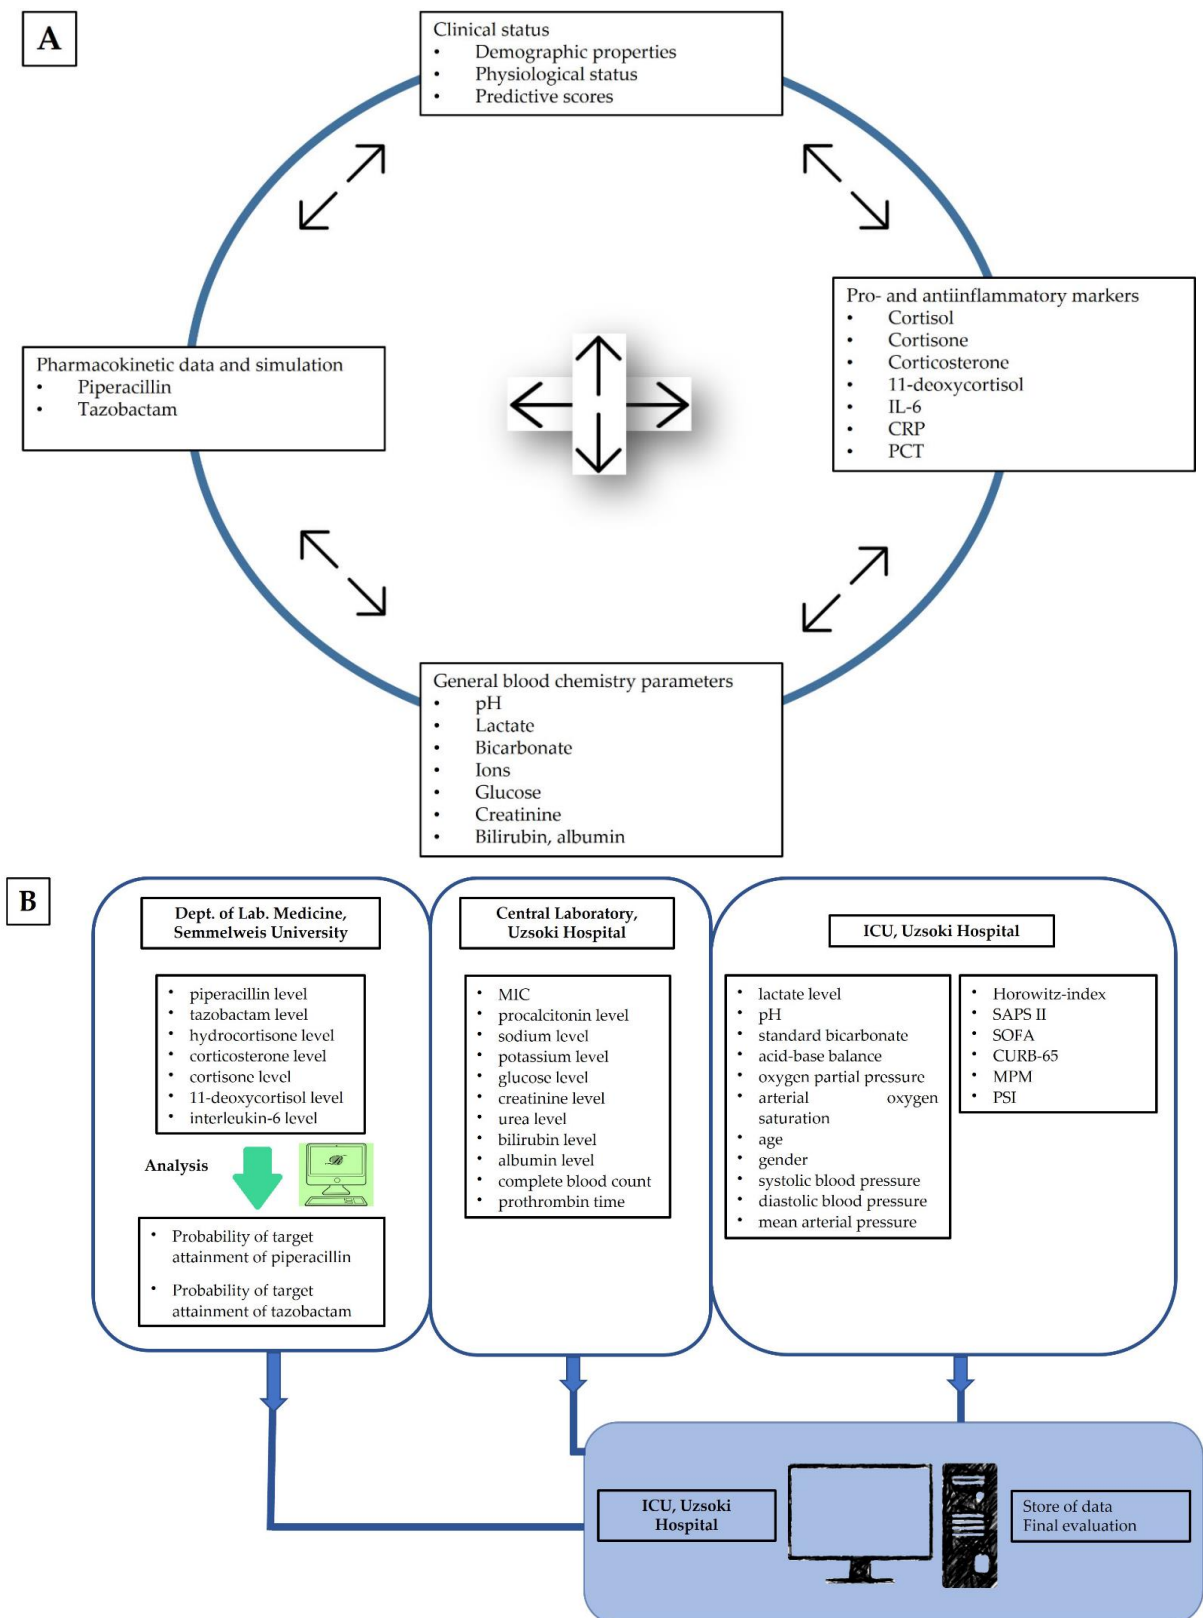 A
Clinical status
• Demographic properties
• Physiological status
• Predictive scores
Pro- and antiinflammatory markers
• Cortisol
• Cortisone
• Corticosterone
• 11-deoxycortisol
• IL-6
• CRP
• PCT
Pharmacokinetic data and simulation
• Piperacillin
• Tazobactam
General blood chemistry parameters
• pH
• Lactate
• Bicarbonate
• Ions
• Glucose
• Creatinine
• Bilirubin, albumin
B
Dept. of Lab. Medicine,
Semmelweis University
• piperacillin level
• tazobactam level
• hydrocortisone level
• corticosterone level
• cortisone level
• 11-deoxycortisol level
• interleukin-6 level
Analysis
• Probability of target
attainment of piperacillin
• Probability of target
attainment of tazobactam
Central Laboratory,
Uzsoki Hospital
• MIC
• procalcitonin level
• sodium level
• potassium level
• glucose level
• creatinine level
• urea level
• bilirubin level
• albumin level
• complete blood count
• prothrombin time
ICU, Uzsoki Hospital
• lactate level
• pH
• standard bicarbonate
• acid-base balance
• oxygen partial pressure
• arterial oxygen
saturation
• age
• gender
• systolic blood pressure
• diastolic blood pressure
• mean arterial pressure
• Horowitz-index
• SAPS II
• SOFA
• CURB-65
• MPM
• PSI
ICU, Uzsoki
Hospital
Store of data
Final evaluation